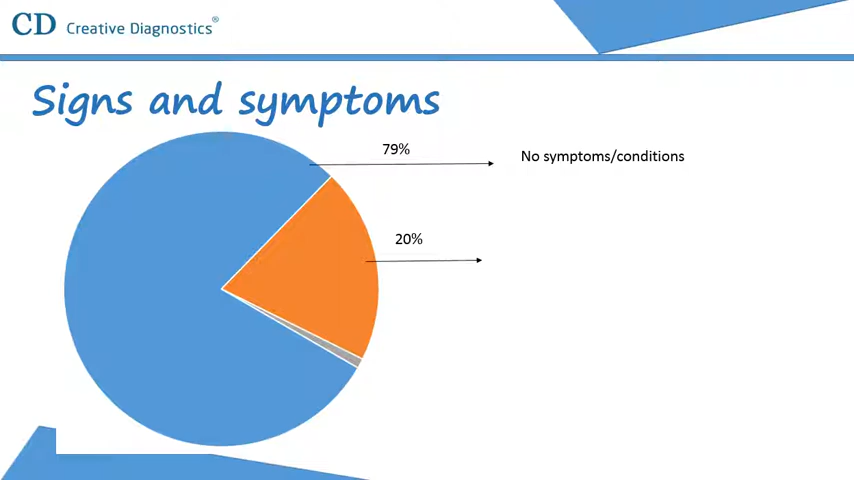 CD Creative Diagnostics®
Signs and symptoms
79%
No symptoms/conditions
20%